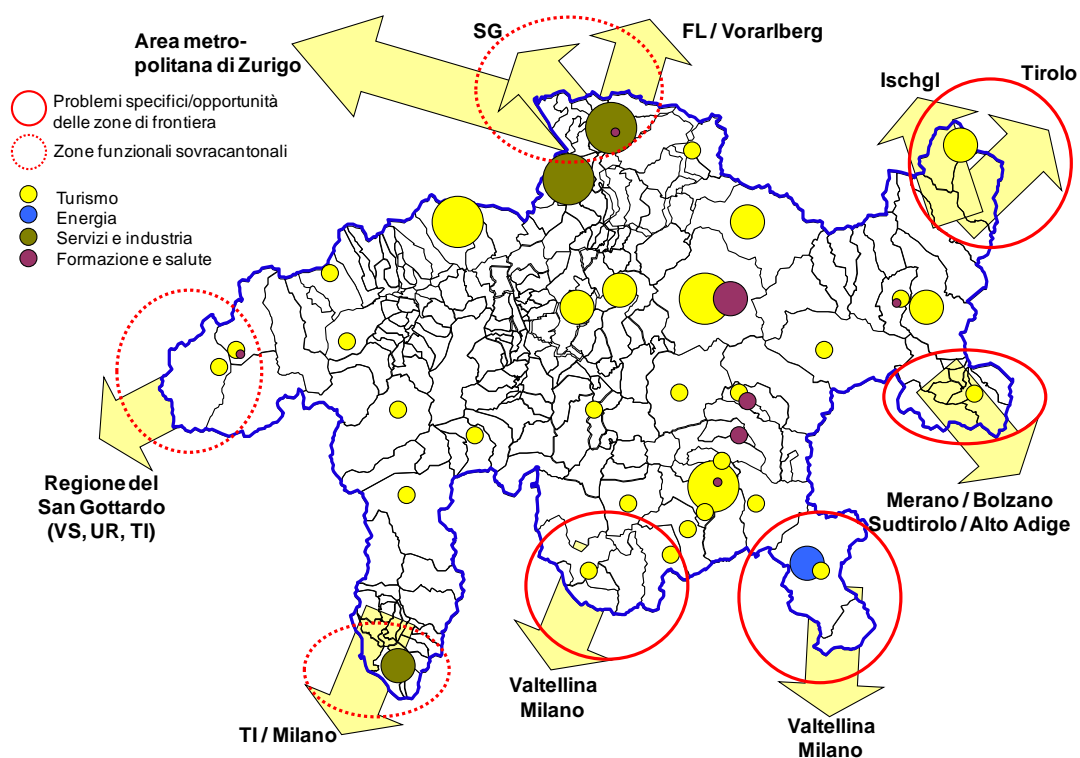 SG
FL / Vorarlberg
Area metro-
politana di Zurigo
Ischgl
Tirolo
Problemi specifici/opportunità
delle zone di frontiera
Zone funzionali sovracantonali
Turismo
Energia
Servizi e industria
Formazione e salute
Regione del
San Gottardo
(VS, UR, TI)
Merano / Bolzano
Sudtirolo / Alto Adige
Valtellina
Milano
TI / Milano
Valtellina
Milano